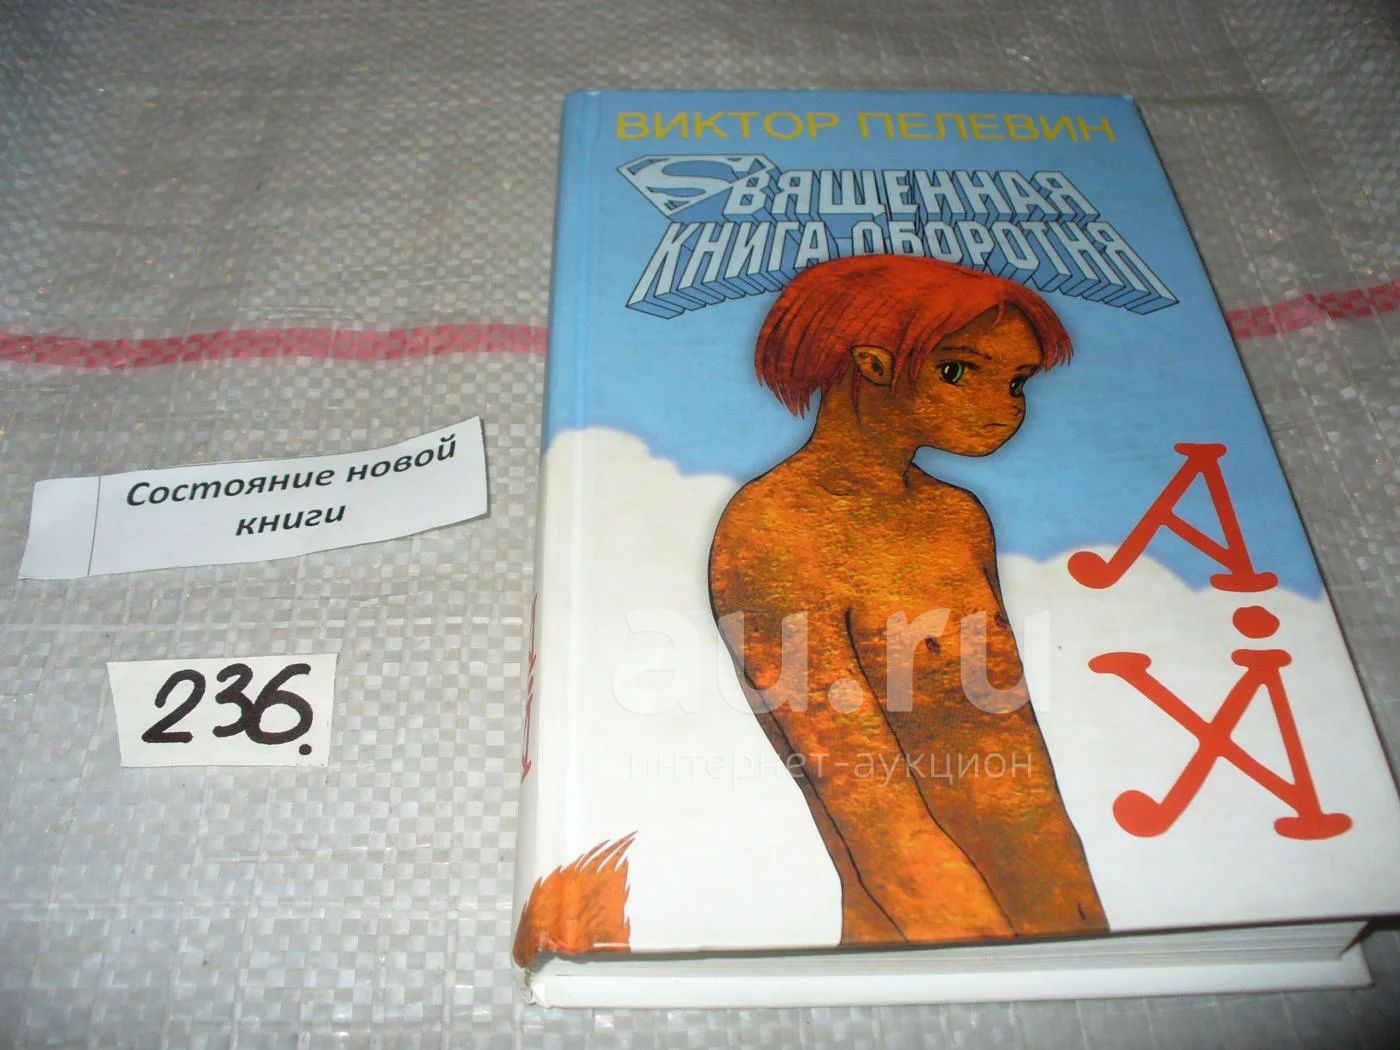 ВИКТОР ПЕЛЕВИН
SВЯЩЕННАЯ
КНИГА ОБОРОТНЯ
А
Состояние новой
книги
236.
au.ru
интернет-аукцион